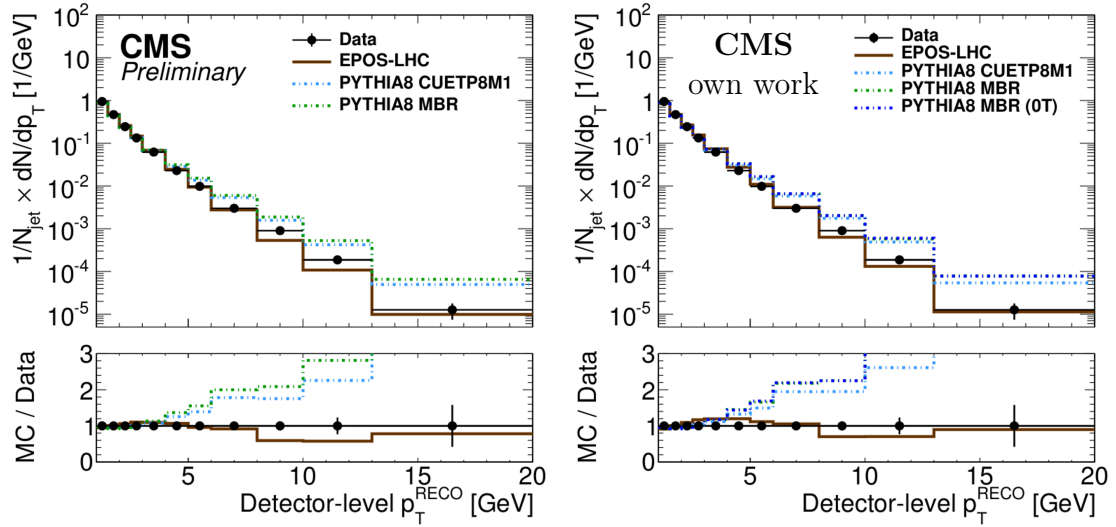 CMS
Preliminary
Data
EPOS-LHC
PYTHIA8 CUETP8M1
PYTHIA8 MBR
1/N_jet × dN/dp_T [1/GeV]
10²
10
1
10⁻¹
10⁻²
10⁻³
10⁻⁴
10⁻⁵
MC / Data
3
2
1
0
5 10 15 20
Detector-level p_T^RECO [GeV]
CMS
own work
Data
EPOS-LHC
PYTHIA8 CUETP8M1
PYTHIA8 MBR
PYTHIA8 MBR (0T)
1/N_jet × dN/dp_T [1/GeV]
10²
10
1
10⁻¹
10⁻²
10⁻³
10⁻⁴
10⁻⁵
MC / Data
3
2
1
0
5 10 15 20
Detector-level p_T^RECO [GeV]